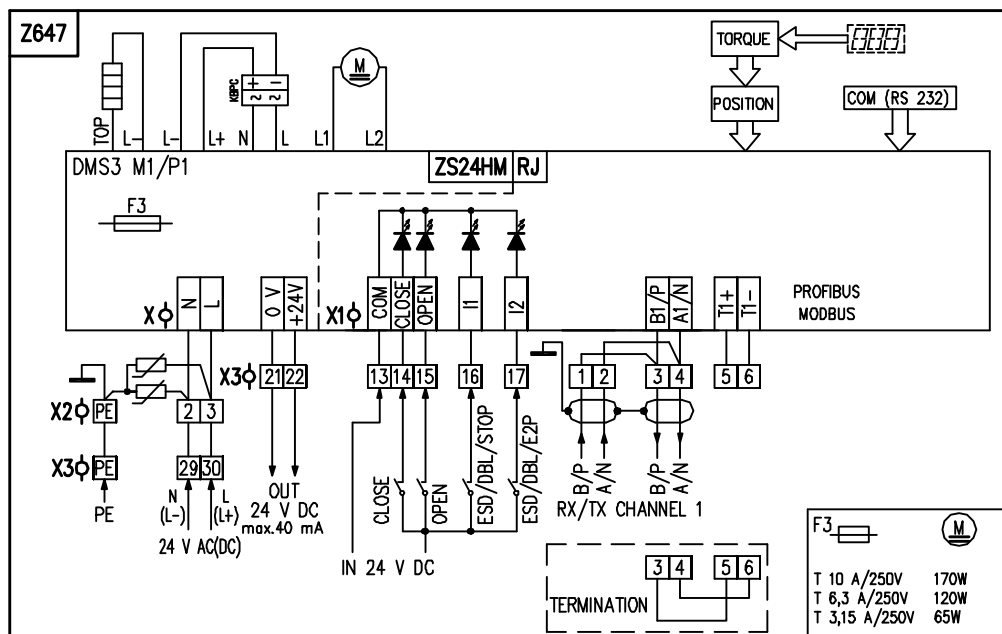 Z647
TORQUE
POSITION
COM (RS 232)
KBPC
+ −
~ ~
M
TOP L- L- L+ N L L1 L2
DMS3 M1/P1
ZS24HM RJ
F3
X N L
0 V +24V
X1 COM CLOSE OPEN I1 I2
B1/P A1/N T1+ T1-
PROFIBUS
MODBUS
X3 21 22
13 14 15 16 17
1 2 3 4 5 6
X2 PE
2 3
X3 PE
29 30
PE
N (L-)
L (L+)
24 V AC(DC)
OUT
24 V DC
max.40 mA
CLOSE
OPEN
ESD/DBL/STOP
ESD/DBL/E2P
IN 24 V DC
B/P A/N B/P A/N
RX/TX CHANNEL 1
TERMINATION
3 4 5 6
F3 M
T 10 A/250V 170W
T 6,3 A/250V 120W
T 3,15 A/250V 65W